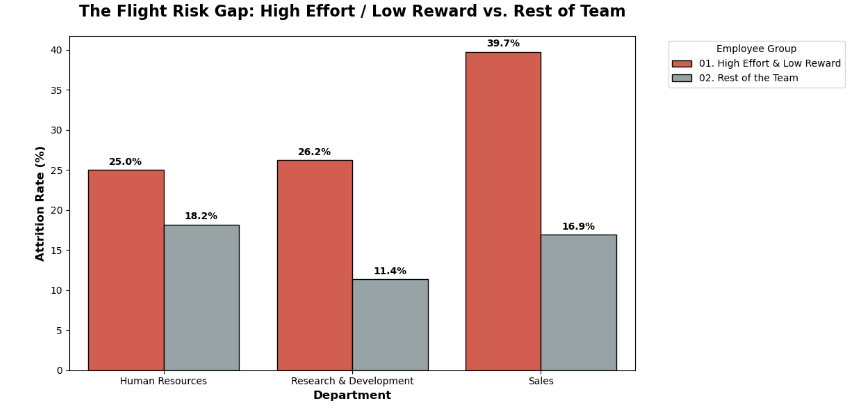 The Flight Risk Gap: High Effort / Low Reward vs. Rest of Team
Employee Group
01. High Effort & Low Reward
02. Rest of the Team
Attrition Rate (%)
40
35
30
25
20
15
10
5
0
25.0%
18.2%
26.2%
11.4%
39.7%
16.9%
Human Resources
Research & Development
Sales
Department